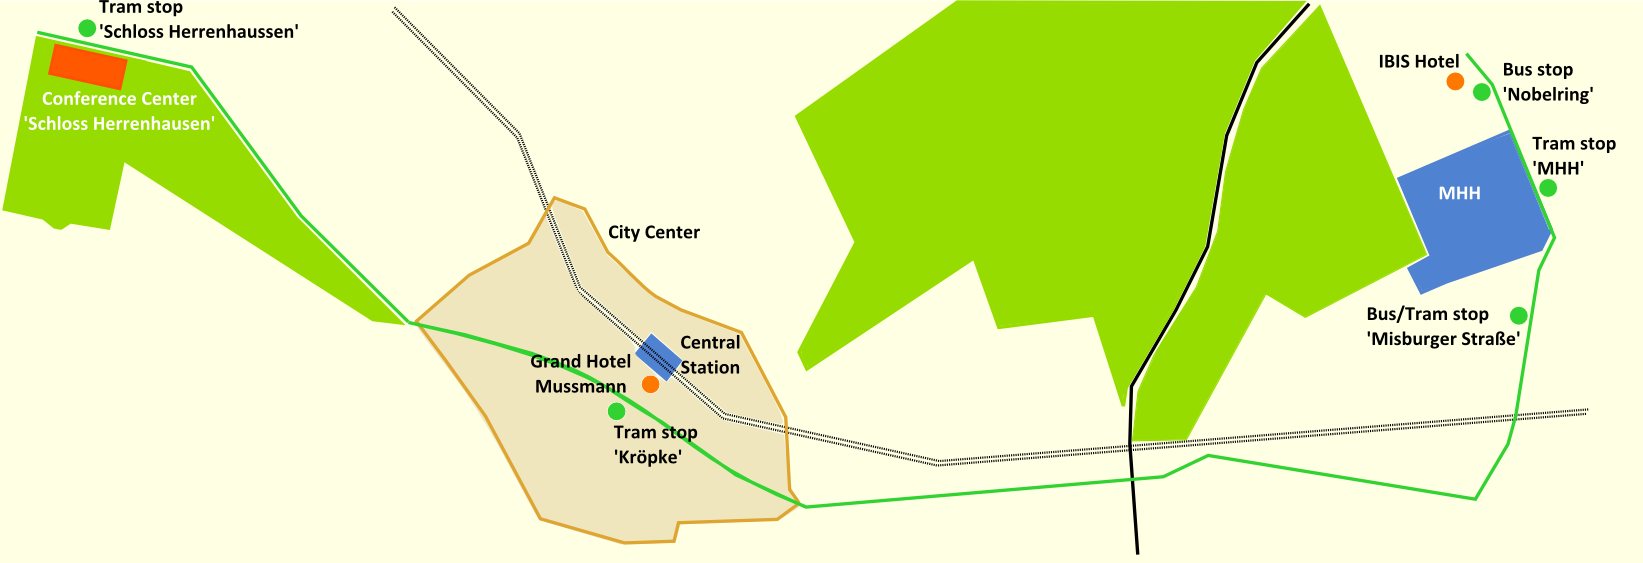 Tram stop
'Schloss Herrenhaussen'
Conference Center
'Schloss Herrenhausen'
City Center
Grand Hotel
Mussmann
Central
Station
Tram stop
'Kröpke'
IBIS Hotel
Bus stop
'Nobelring'
Tram stop
'MHH'
MHH
Bus/Tram stop
'Misburger Straße'